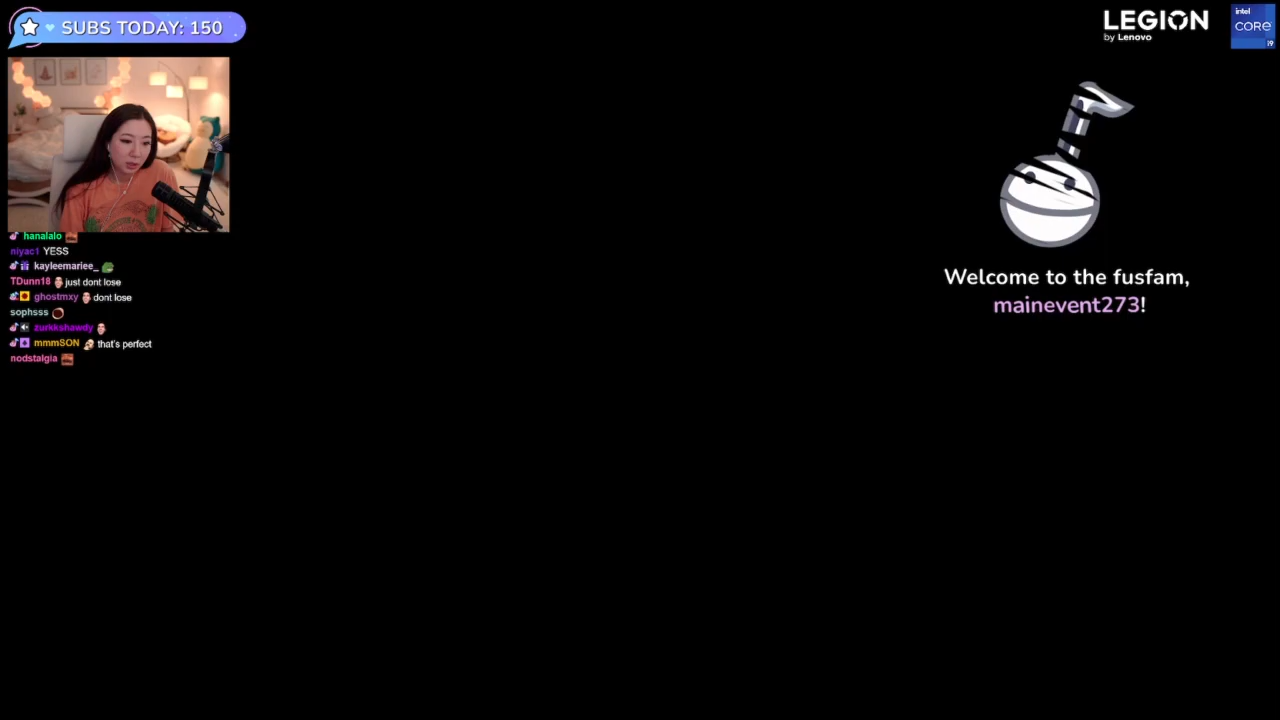 SUBS TODAY: 150
LEGION
by Lenovo
intel
CORE
i9
hanalalo
niyac1 YESS
kayleemariee_
TDunn18 just dont lose
ghostmxy dont lose
sophsss
zurkkshawdy
mmmSON that's perfect
nodstalgia
Welcome to the fusfam,
mainevent273!